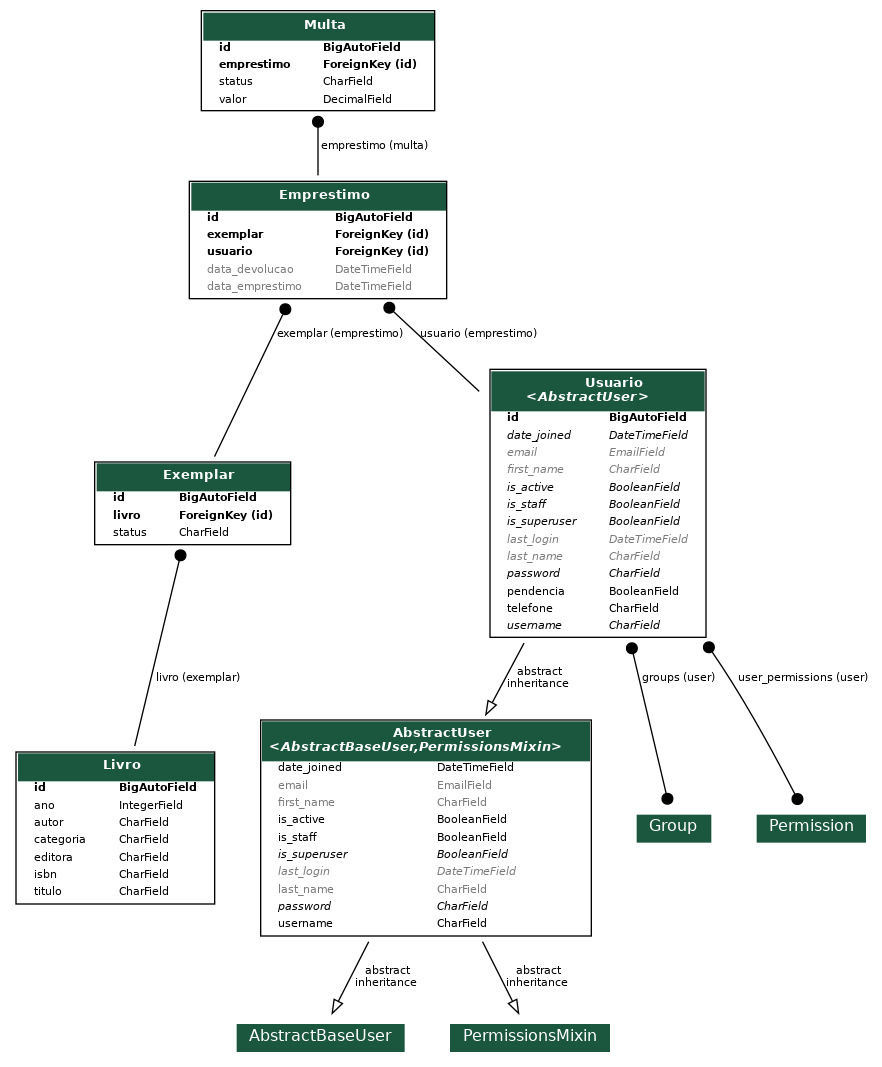 Multa
id BigAutoField
emprestimo ForeignKey (id)
status CharField
valor DecimalField
emprestimo (multa)
Emprestimo
id BigAutoField
exemplar ForeignKey (id)
usuario ForeignKey (id)
data_devolucao DateTimeField
data_emprestimo DateTimeField
exemplar (emprestimo)
usuario (emprestimo)
Usuario
<AbstractUser>
id BigAutoField
date_joined DateTimeField
email EmailField
first_name CharField
is_active BooleanField
is_staff BooleanField
is_superuser BooleanField
last_login DateTimeField
last_name CharField
password CharField
pendencia BooleanField
telefone CharField
username CharField
Exemplar
id BigAutoField
livro ForeignKey (id)
status CharField
livro (exemplar)
abstract
inheritance
groups (user)
user_permissions (user)
Livro
id BigAutoField
ano IntegerField
autor CharField
categoria CharField
editora CharField
isbn CharField
titulo CharField
AbstractUser
<AbstractBaseUser,PermissionsMixin>
date_joined DateTimeField
email EmailField
first_name CharField
is_active BooleanField
is_staff BooleanField
is_superuser BooleanField
last_login DateTimeField
last_name CharField
password CharField
username CharField
Group
Permission
abstract
inheritance
abstract
inheritance
AbstractBaseUser
PermissionsMixin